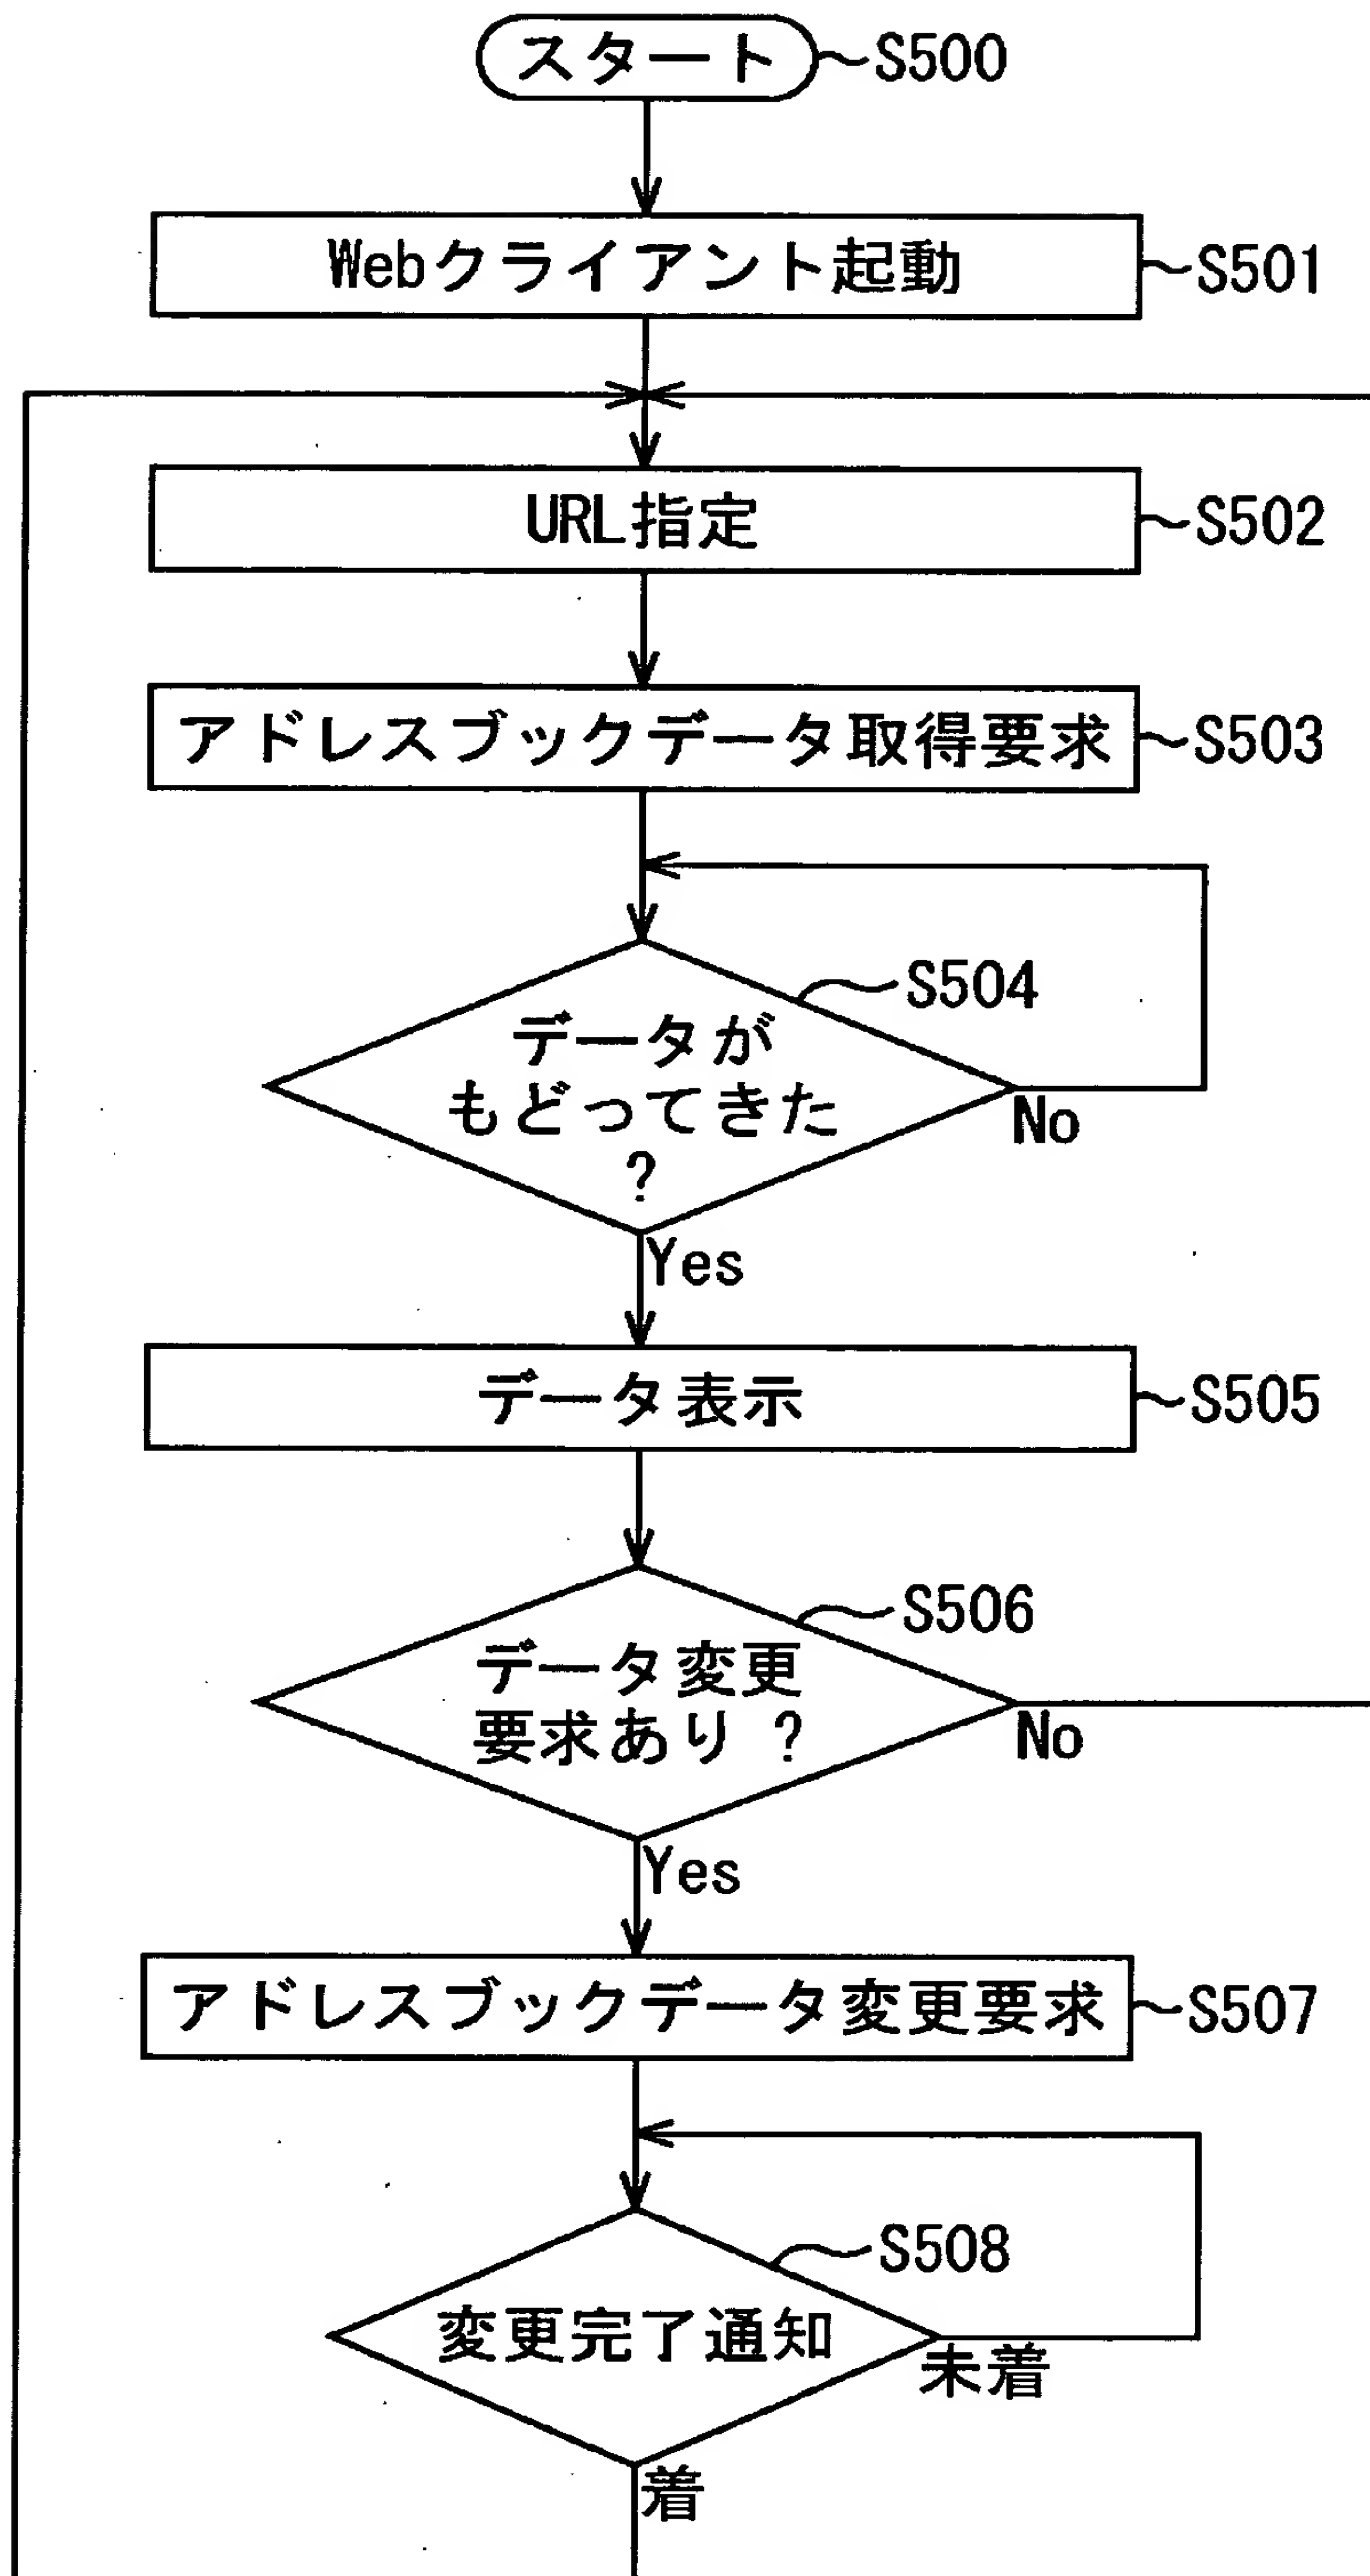 スタート S500
Webクライアント起動 S501
URL指定 S502
アドレスブックデータ取得要求 S503
S504
データが
もどってきた
?
No
Yes
データ表示 S505
S506
データ変更
要求あり ?
No
Yes
アドレスブックデータ変更要求 S507
S508
変更完了通知
未着
着